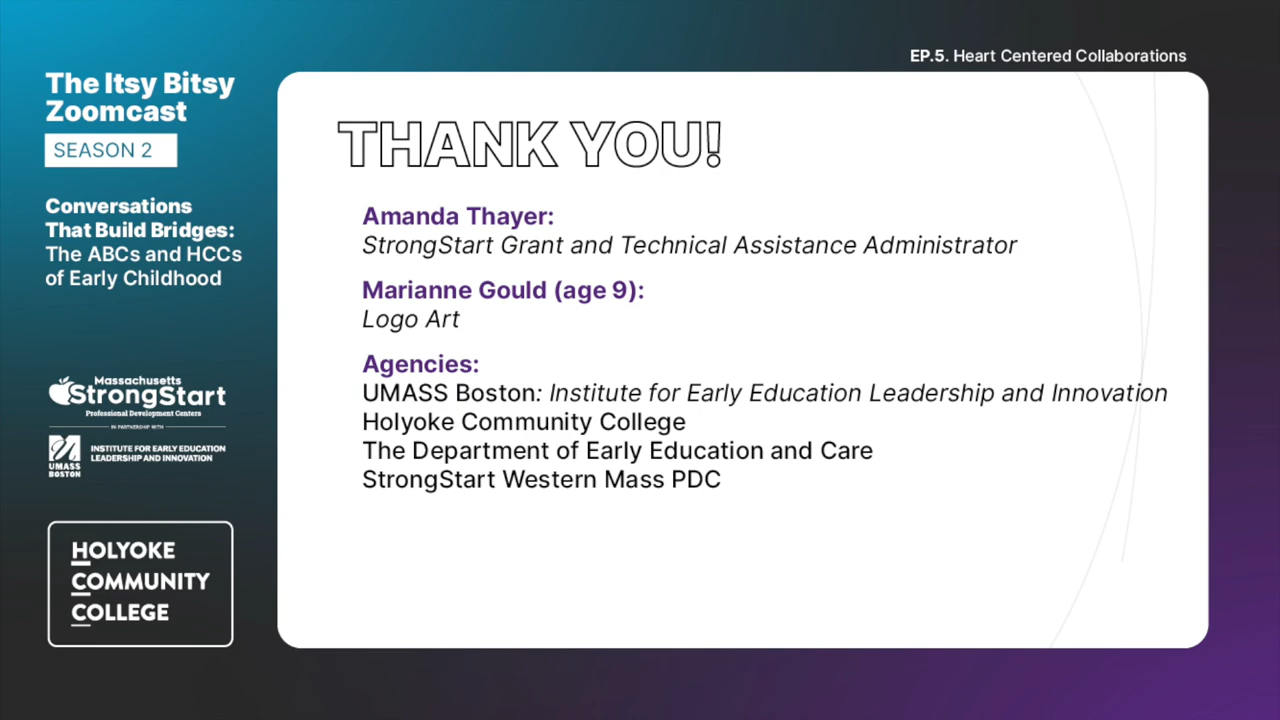 EP.5. Heart Centered Collaborations
The Itsy Bitsy
Zoomcast
SEASON 2
Conversations
That Build Bridges:
The ABCs and HCCs
of Early Childhood
Massachusetts
StrongStart
Professional Development Centers
IN PARTNERSHIP WITH
UMASS
BOSTON
INSTITUTE FOR EARLY EDUCATION
LEADERSHIP AND INNOVATION
HOLYOKE
COMMUNITY
COLLEGE
THANK YOU!
Amanda Thayer:
StrongStart Grant and Technical Assistance Administrator
Marianne Gould (age 9):
Logo Art
Agencies:
UMASS Boston: Institute for Early Education Leadership and Innovation
Holyoke Community College
The Department of Early Education and Care
StrongStart Western Mass PDC